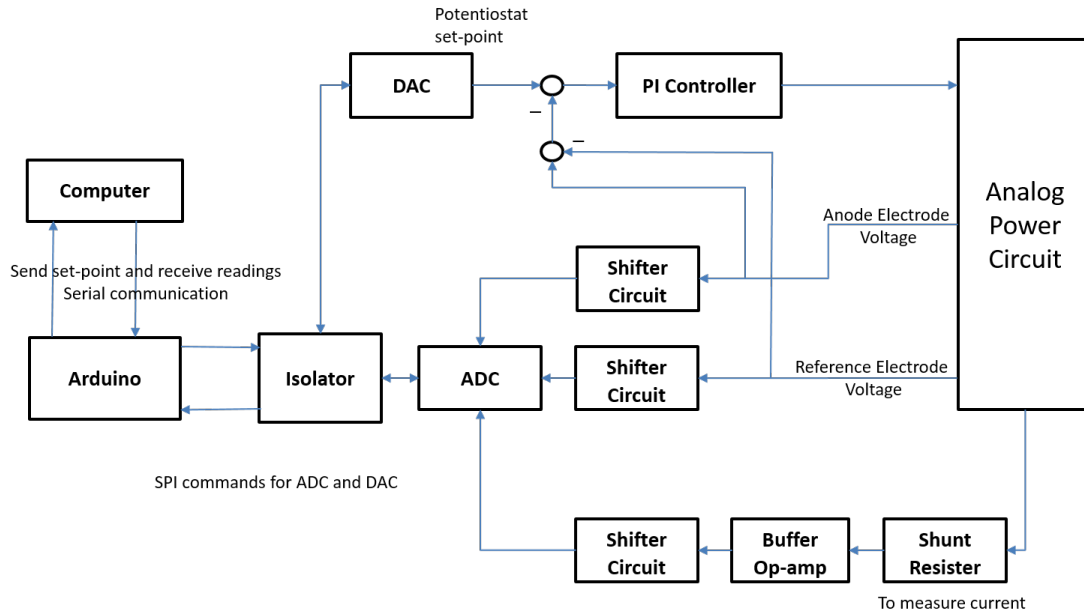 Potentiostat
set-point
DAC
PI Controller
–
–
Computer
Analog
Power
Circuit
Anode Electrode
Voltage
Send set-point and receive readings
Serial communication
Shifter
Circuit
Arduino
Isolator
ADC
Shifter
Circuit
Reference Electrode
Voltage
SPI commands for ADC and DAC
Shifter
Circuit
Buffer
Op-amp
Shunt
Resister
To measure current